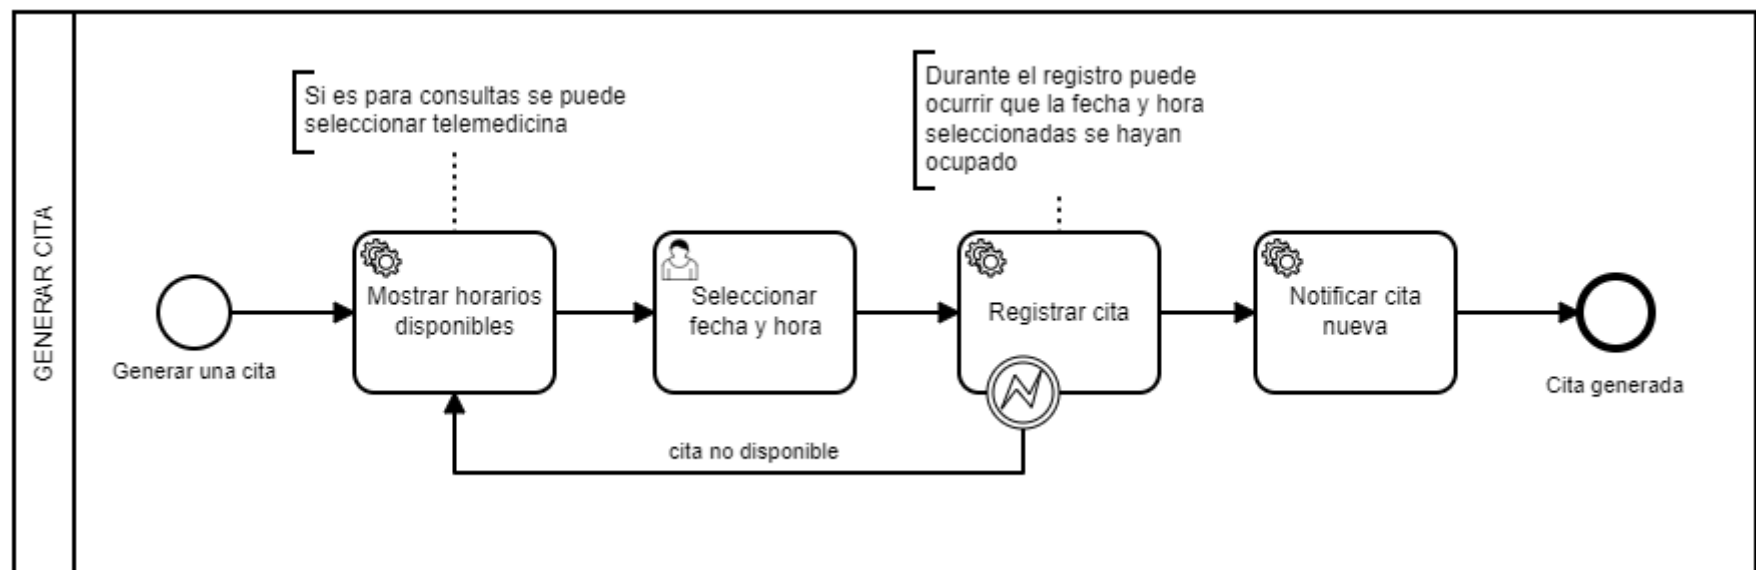 GENERAR CITA
Si es para consultas se puede
seleccionar telemedicina
Durante el registro puede
ocurrir que la fecha y hora
seleccionadas se hayan
ocupado
Generar una cita
Mostrar horarios
disponibles
Seleccionar
fecha y hora
Registrar cita
Notificar cita
nueva
Cita generada
cita no disponible